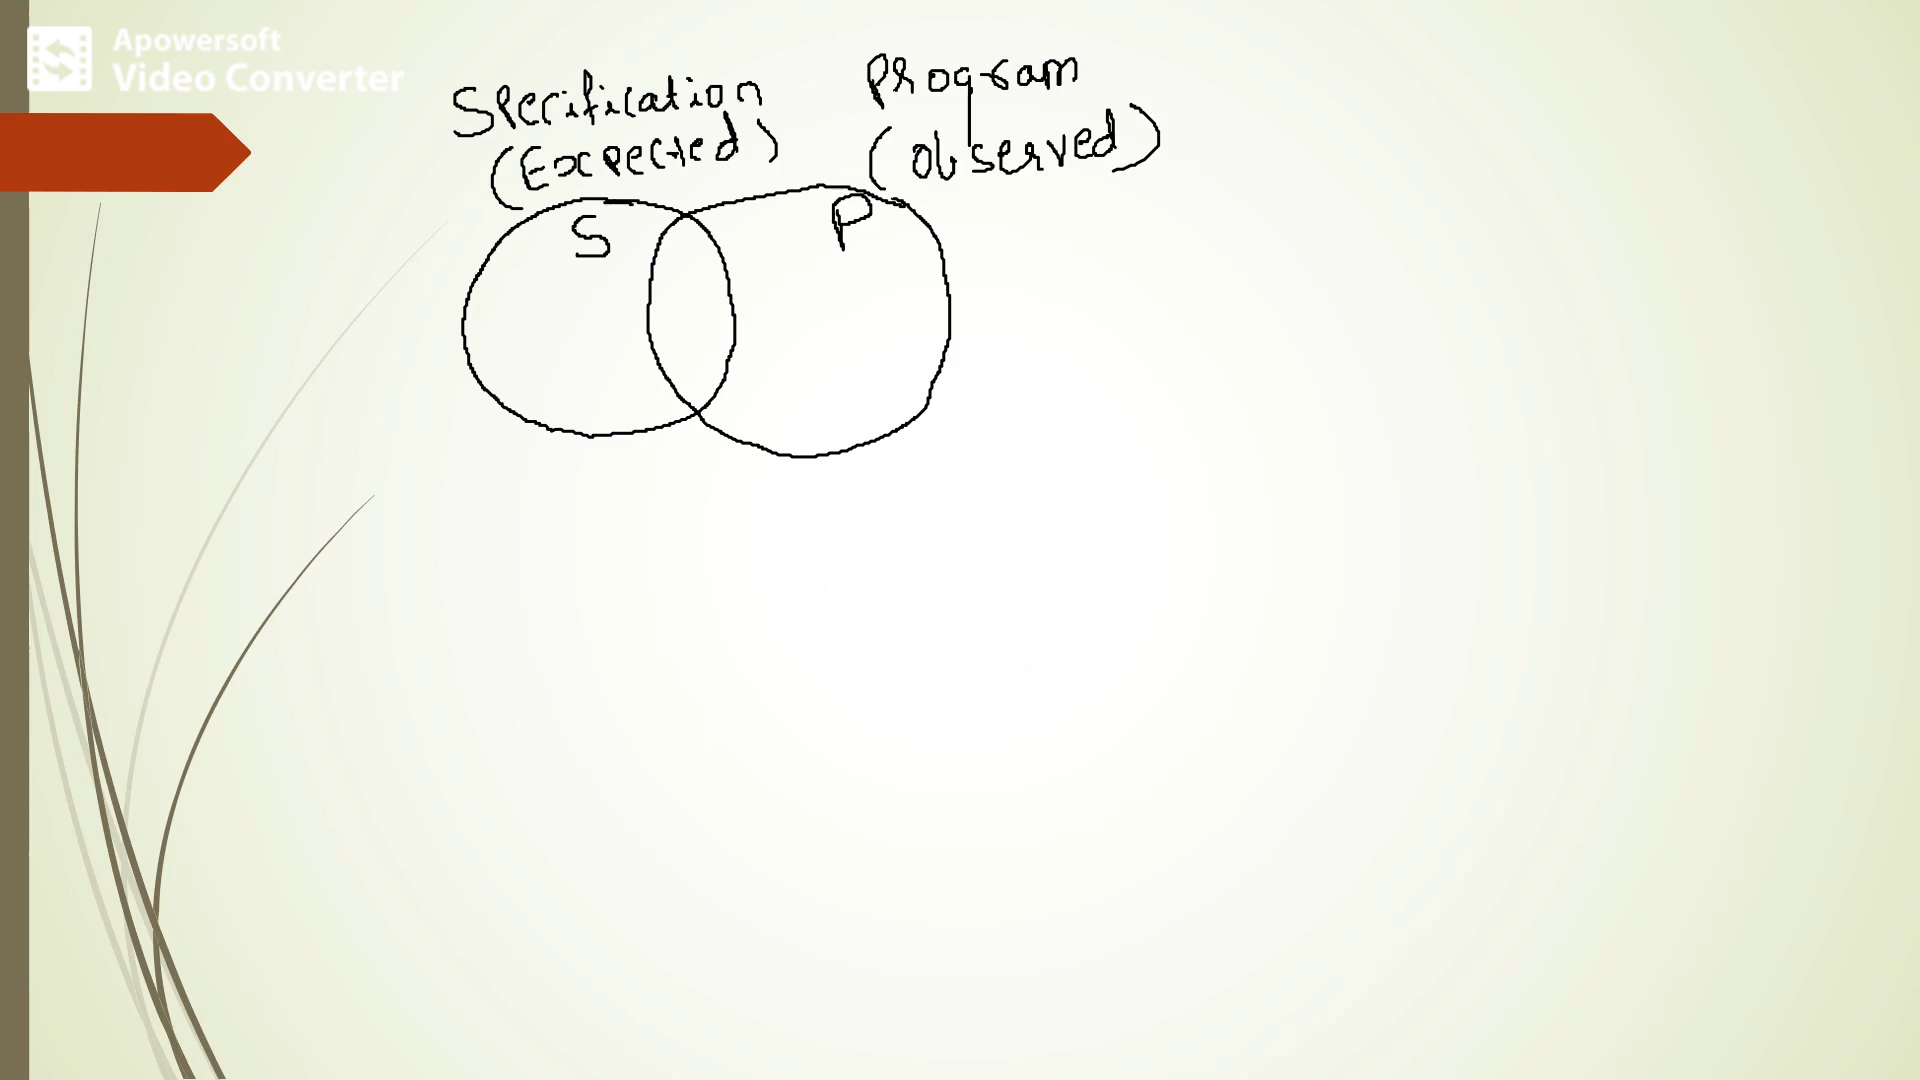 Apowersoft
Video Converter
Specification
(Expected)
Program
(Observed)
S
P